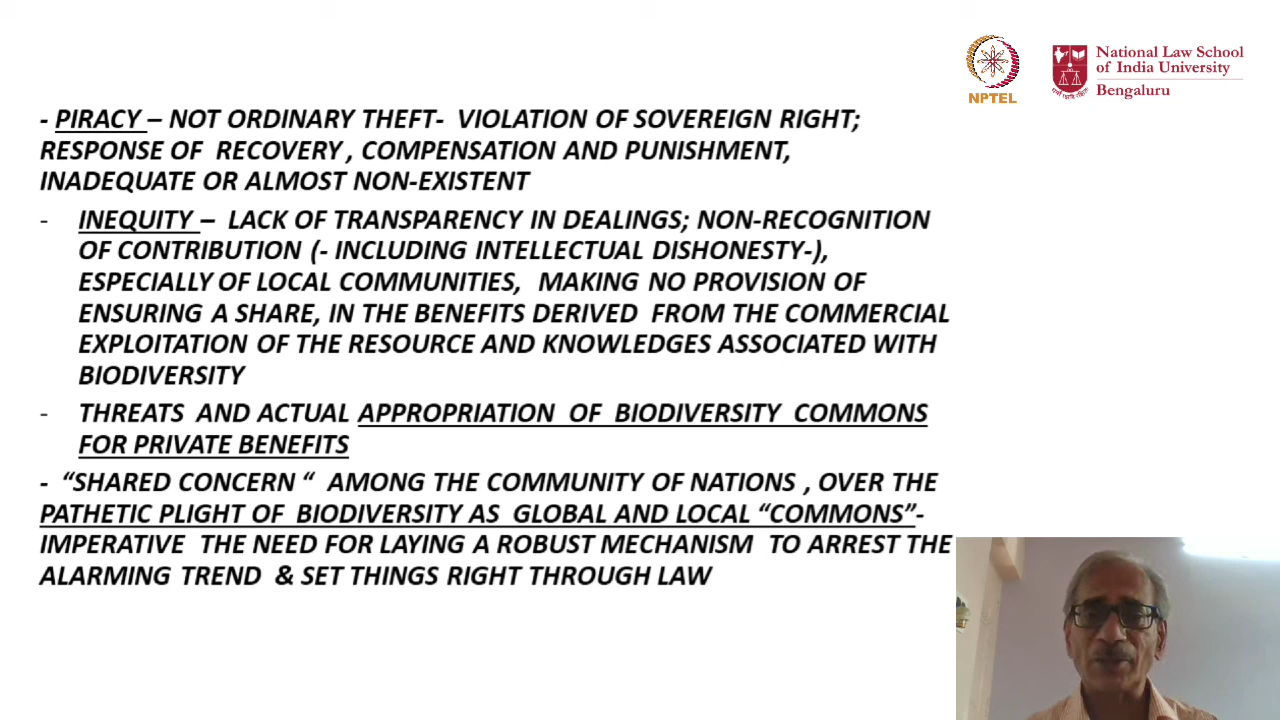 National Law School
of India University
Bengaluru
NPTEL
- PIRACY – NOT ORDINARY THEFT- VIOLATION OF SOVEREIGN RIGHT;
RESPONSE OF RECOVERY , COMPENSATION AND PUNISHMENT,
INADEQUATE OR ALMOST NON-EXISTENT
- INEQUITY – LACK OF TRANSPARENCY IN DEALINGS; NON-RECOGNITION
OF CONTRIBUTION (- INCLUDING INTELLECTUAL DISHONESTY-),
ESPECIALLY OF LOCAL COMMUNITIES, MAKING NO PROVISION OF
ENSURING A SHARE, IN THE BENEFITS DERIVED FROM THE COMMERCIAL
EXPLOITATION OF THE RESOURCE AND KNOWLEDGES ASSOCIATED WITH
BIODIVERSITY
- THREATS AND ACTUAL APPROPRIATION OF BIODIVERSITY COMMONS
FOR PRIVATE BENEFITS
- “SHARED CONCERN “ AMONG THE COMMUNITY OF NATIONS , OVER THE
PATHETIC PLIGHT OF BIODIVERSITY AS GLOBAL AND LOCAL “COMMONS”-
IMPERATIVE THE NEED FOR LAYING A ROBUST MECHANISM TO ARREST THE
ALARMING TREND & SET THINGS RIGHT THROUGH LAW